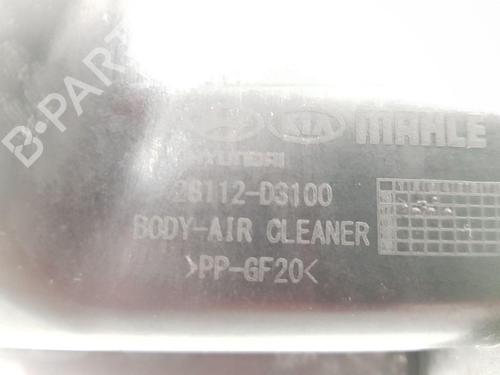 B-PARTS
KIA MAHLE
HYUNDAI
28112-D3100
BODY-AIR CLEANER
>PP-GF20<